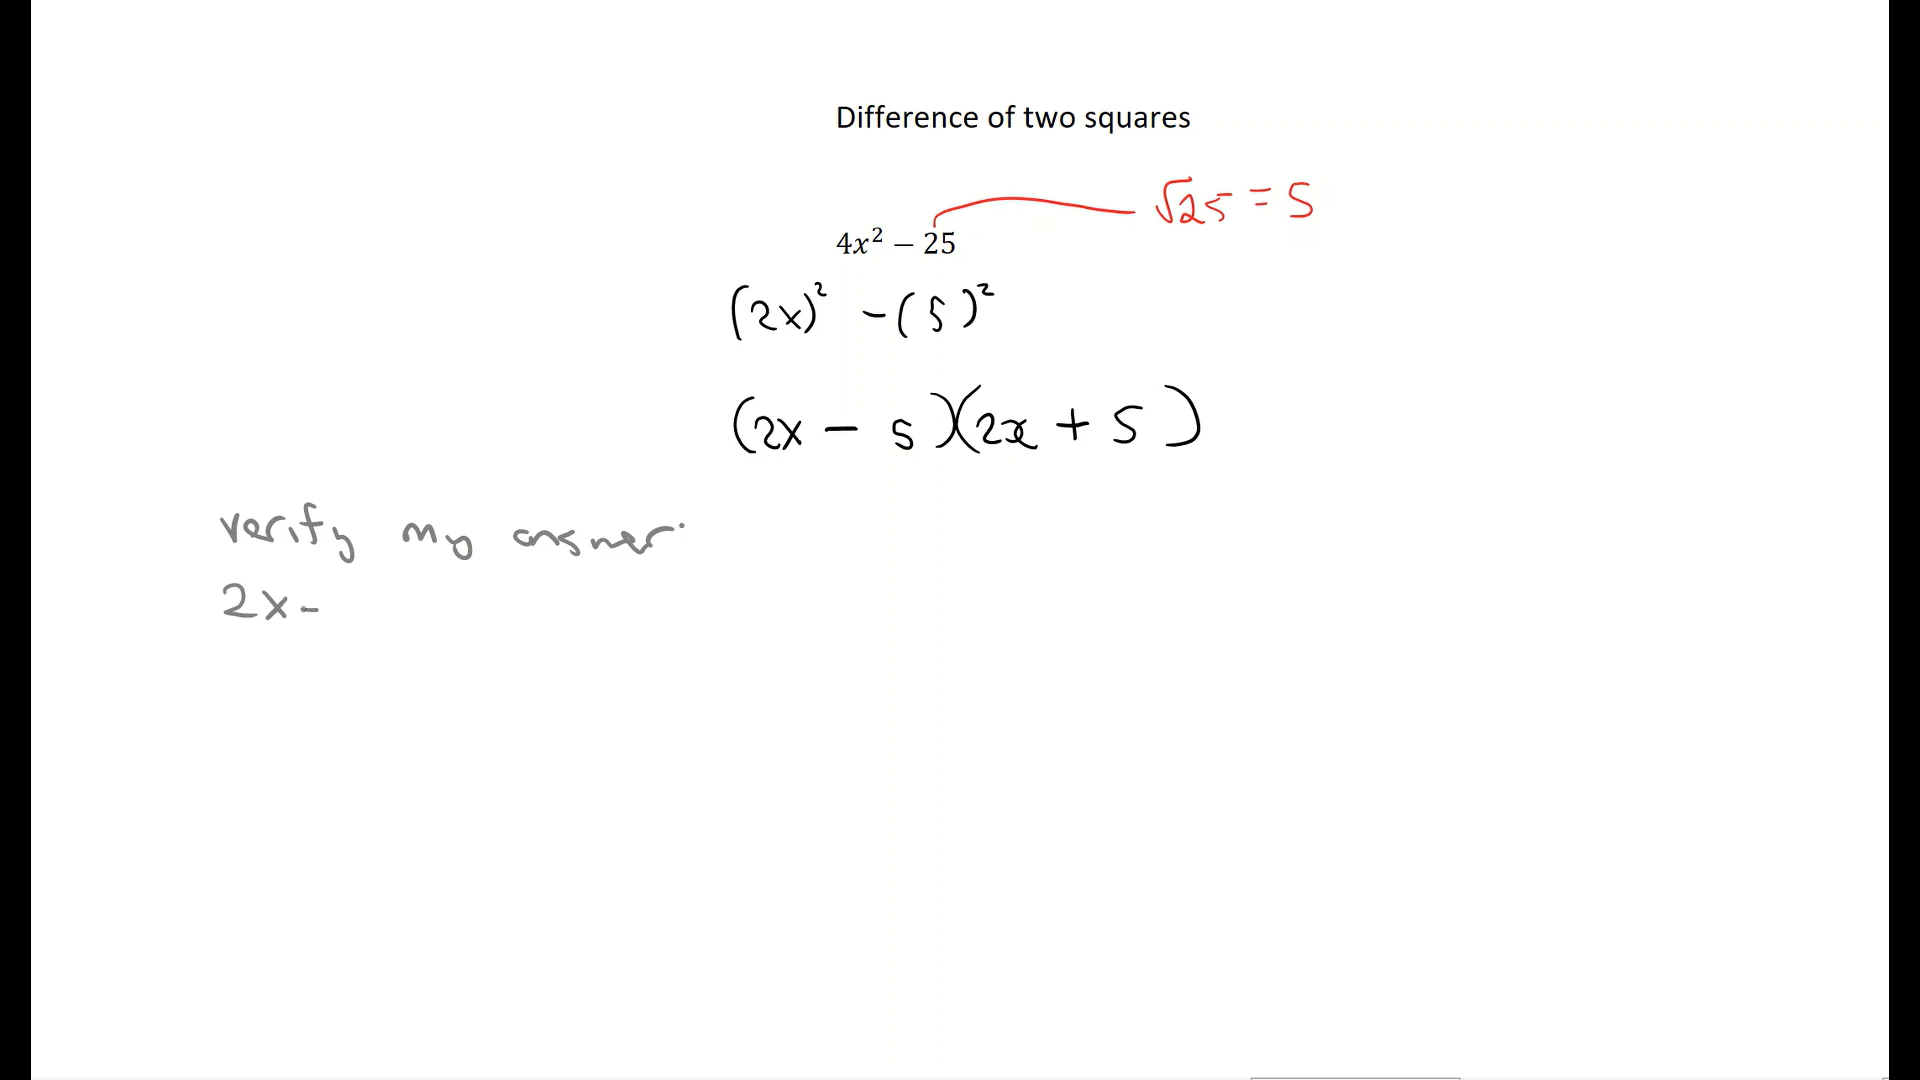 Difference of two squares
√25 = 5
4x² − 25
(2x)² - (5)²
(2x - 5)(2x + 5)
verify my answer.
2x -